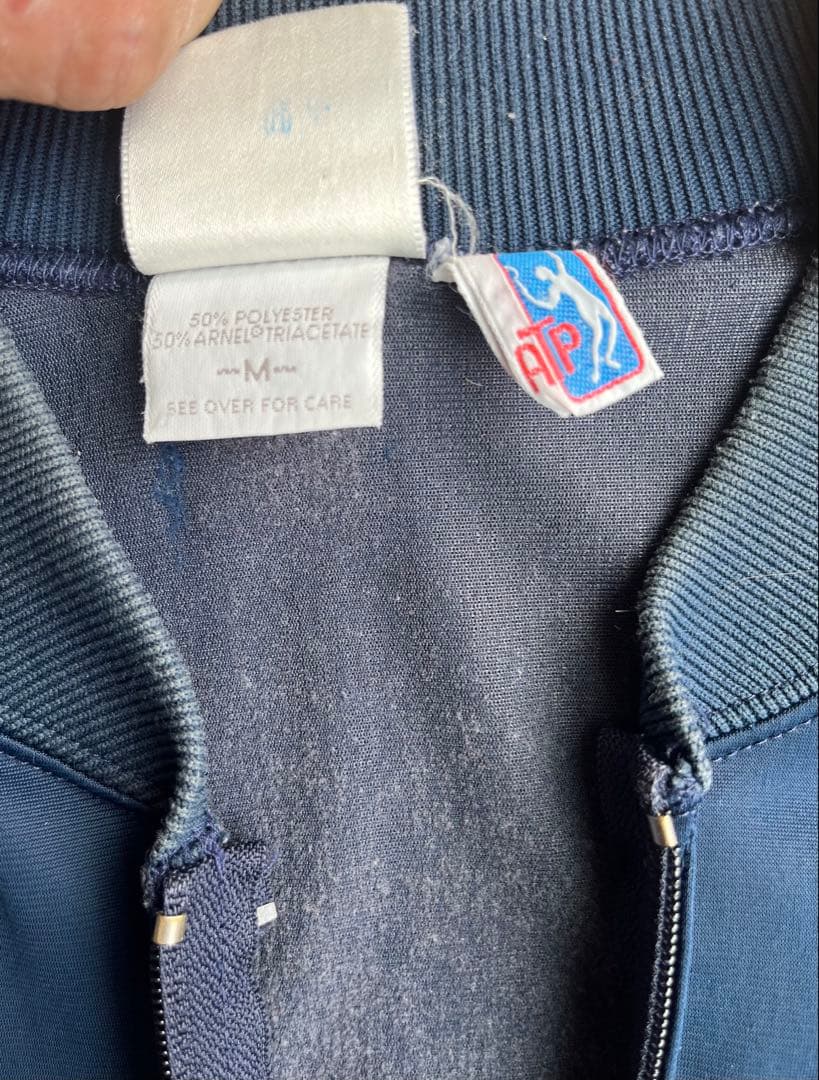 50% POLYESTER
50% ARNEL® TRIACETATE
M
SEE OVER FOR CARE
ATP